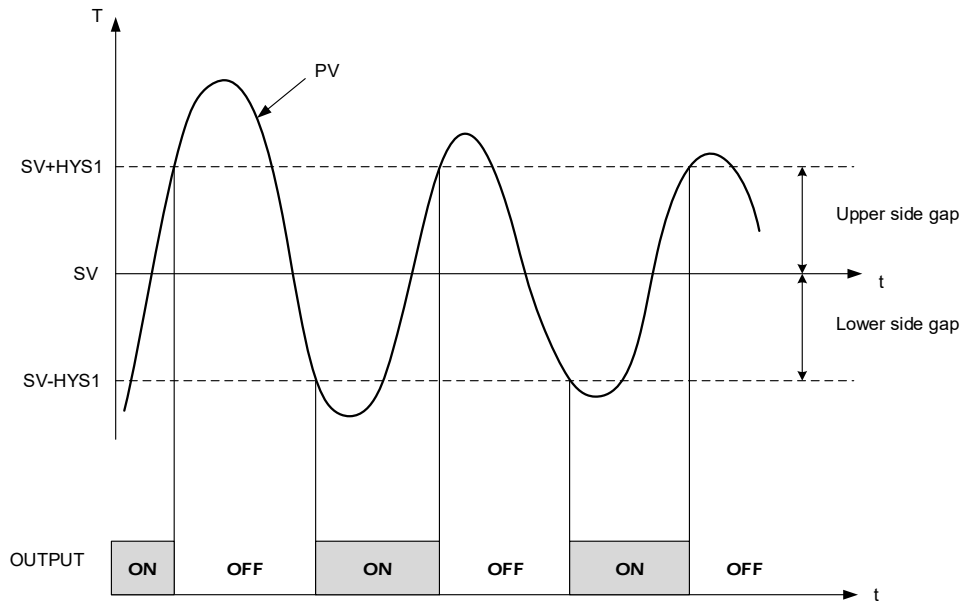 T
PV
SV+HYS1
Upper side gap
SV
t
Lower side gap
SV-HYS1
OUTPUT
ON
OFF
ON
OFF
ON
OFF
t